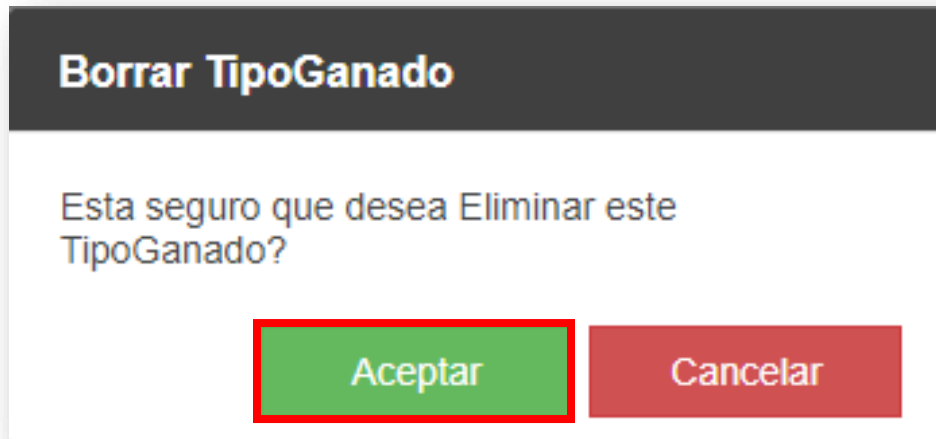 Borrar TipoGanado
Esta seguro que desea Eliminar este
TipoGanado?
Aceptar
Cancelar